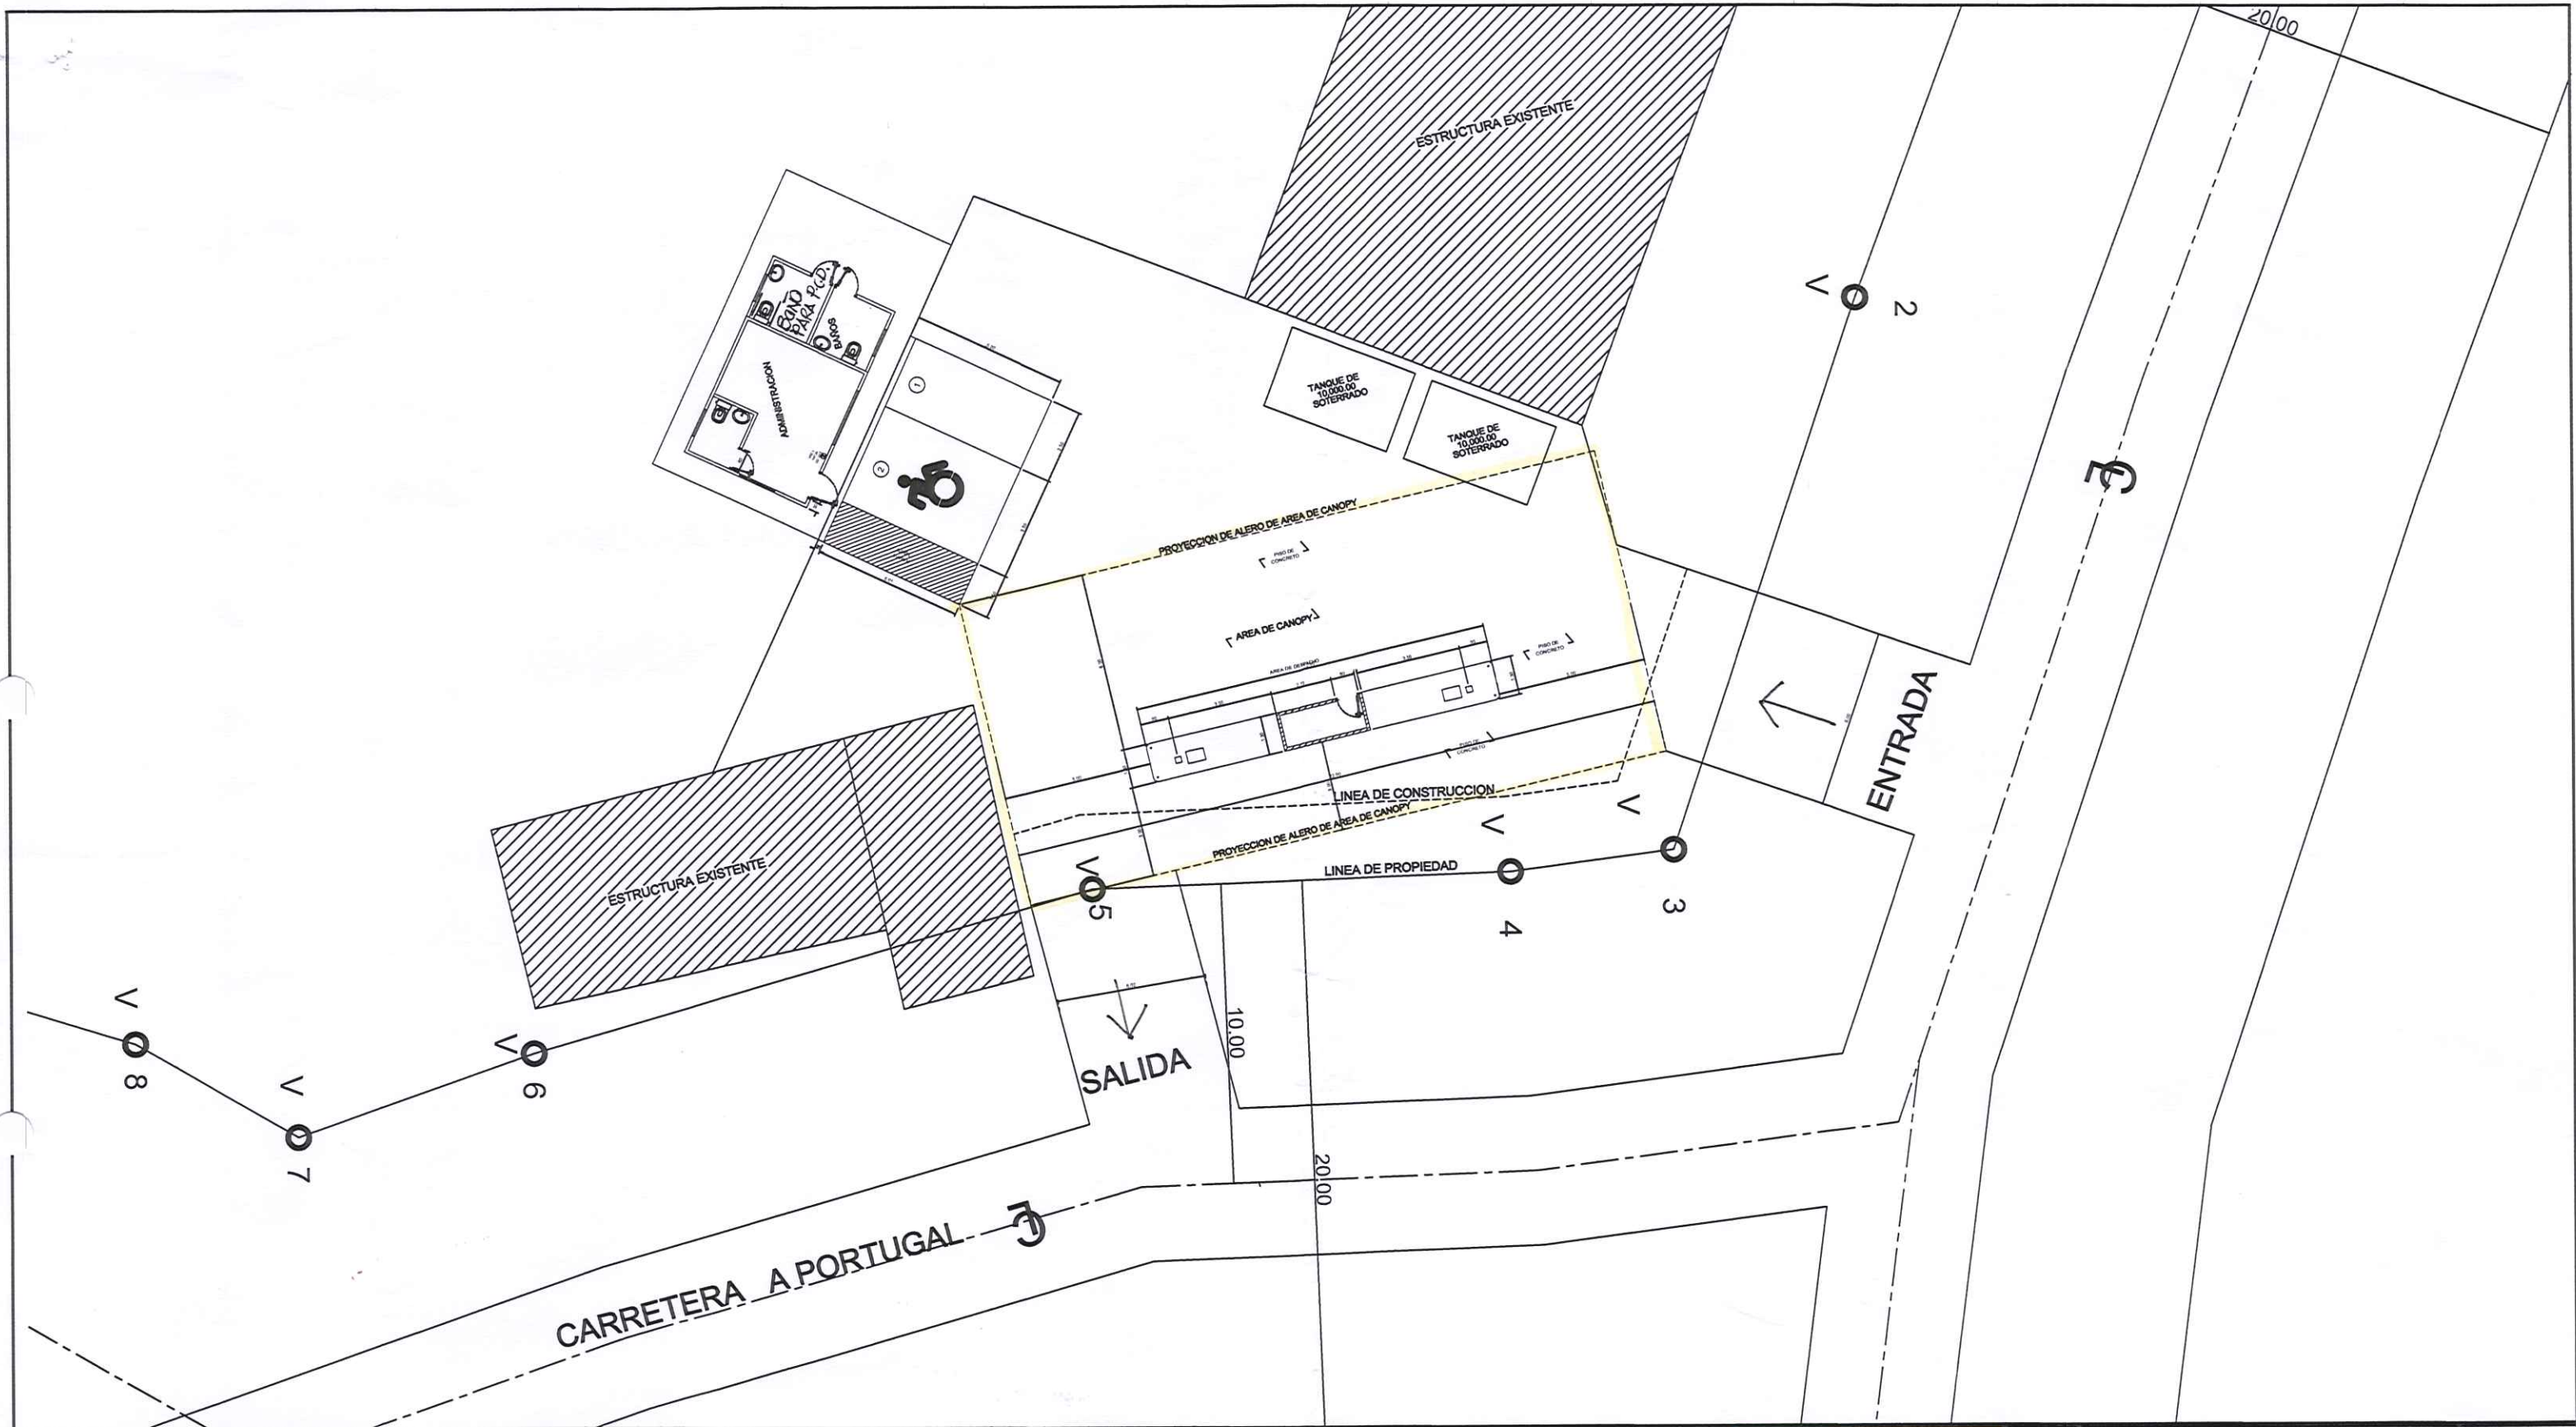 20.00
ESTRUCTURA EXISTENTE
V
2
BAÑO
PARA P.C.D.
BAÑOS
ADMINISTRACION
1
2
TANQUE DE
10,000.00
SOTERRADO
TANQUE DE
10,000.00
SOTERRADO
PROYECCION DE ALERO DE AREA DE CANOPY
PISO DE
CONCRETO
AREA DE CANOPY
PISO DE
CONCRETO
AREA DE DESPACHO
PISO DE
CONCRETO
ENTRADA
LINEA DE CONSTRUCCION
PROYECCION DE ALERO DE AREA DE CANOPY
LINEA DE PROPIEDAD
V
3
V
4
V
5
ESTRUCTURA EXISTENTE
V
6
V
7
V
8
SALIDA
10.00
20.00
CARRETERA A PORTUGAL